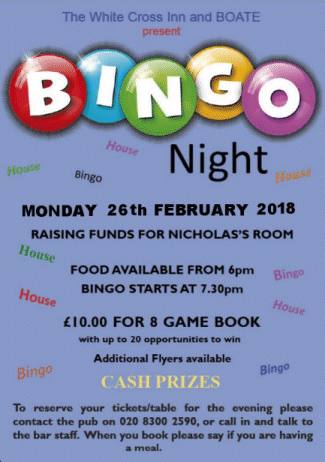 The White Cross Inn and BOATE
present
BINGO
House
Night
House
Bingo
House
MONDAY 26th FEBRUARY 2018
RAISING FUNDS FOR NICHOLAS'S ROOM
House
FOOD AVAILABLE FROM 6pm
Bingo
BINGO STARTS AT 7.30pm
House
House
£10.00 FOR 8 GAME BOOK
with up to 20 opportunities to win
Additional Flyers available
Bingo
Bingo
CASH PRIZES
To reserve your tickets/table for the evening please
contact the pub on 020 8300 2590, or call in and talk to
the bar staff. When you book please say if you are having
a meal.